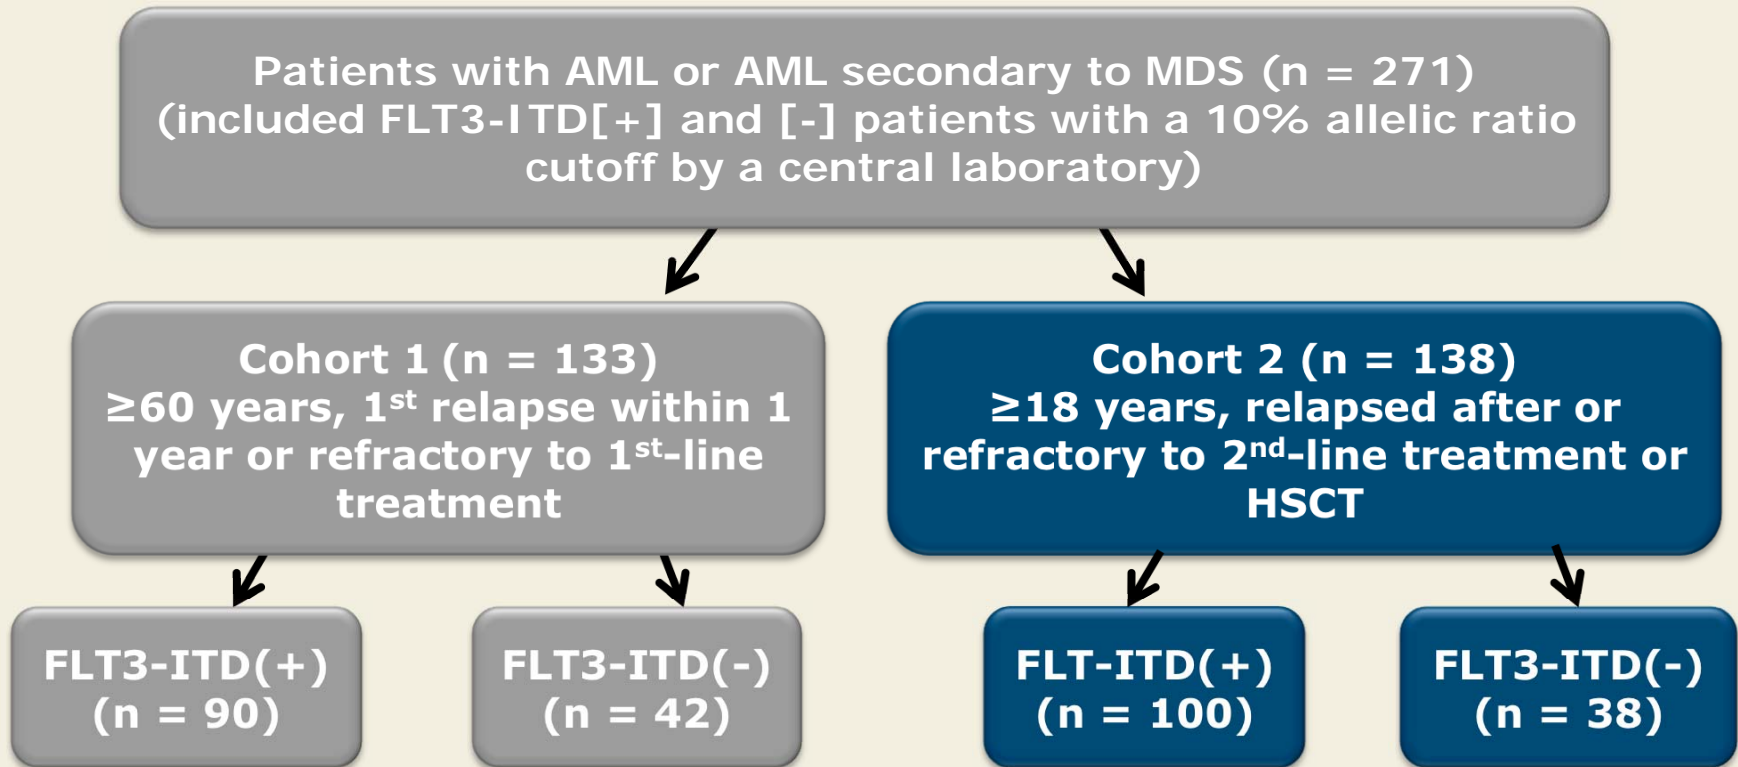 Patients with AML or AML secondary to MDS (n = 271)
(included FLT3-ITD[+] and [-] patients with a 10% allelic ratio
cutoff by a central laboratory)
Cohort 1 (n = 133)
≥60 years, 1st relapse within 1
year or refractory to 1st-line
treatment
Cohort 2 (n = 138)
≥18 years, relapsed after or
refractory to 2nd-line treatment or
HSCT
FLT3-ITD(+)
(n = 90)
FLT3-ITD(-)
(n = 42)
FLT-ITD(+)
(n = 100)
FLT3-ITD(-)
(n = 38)